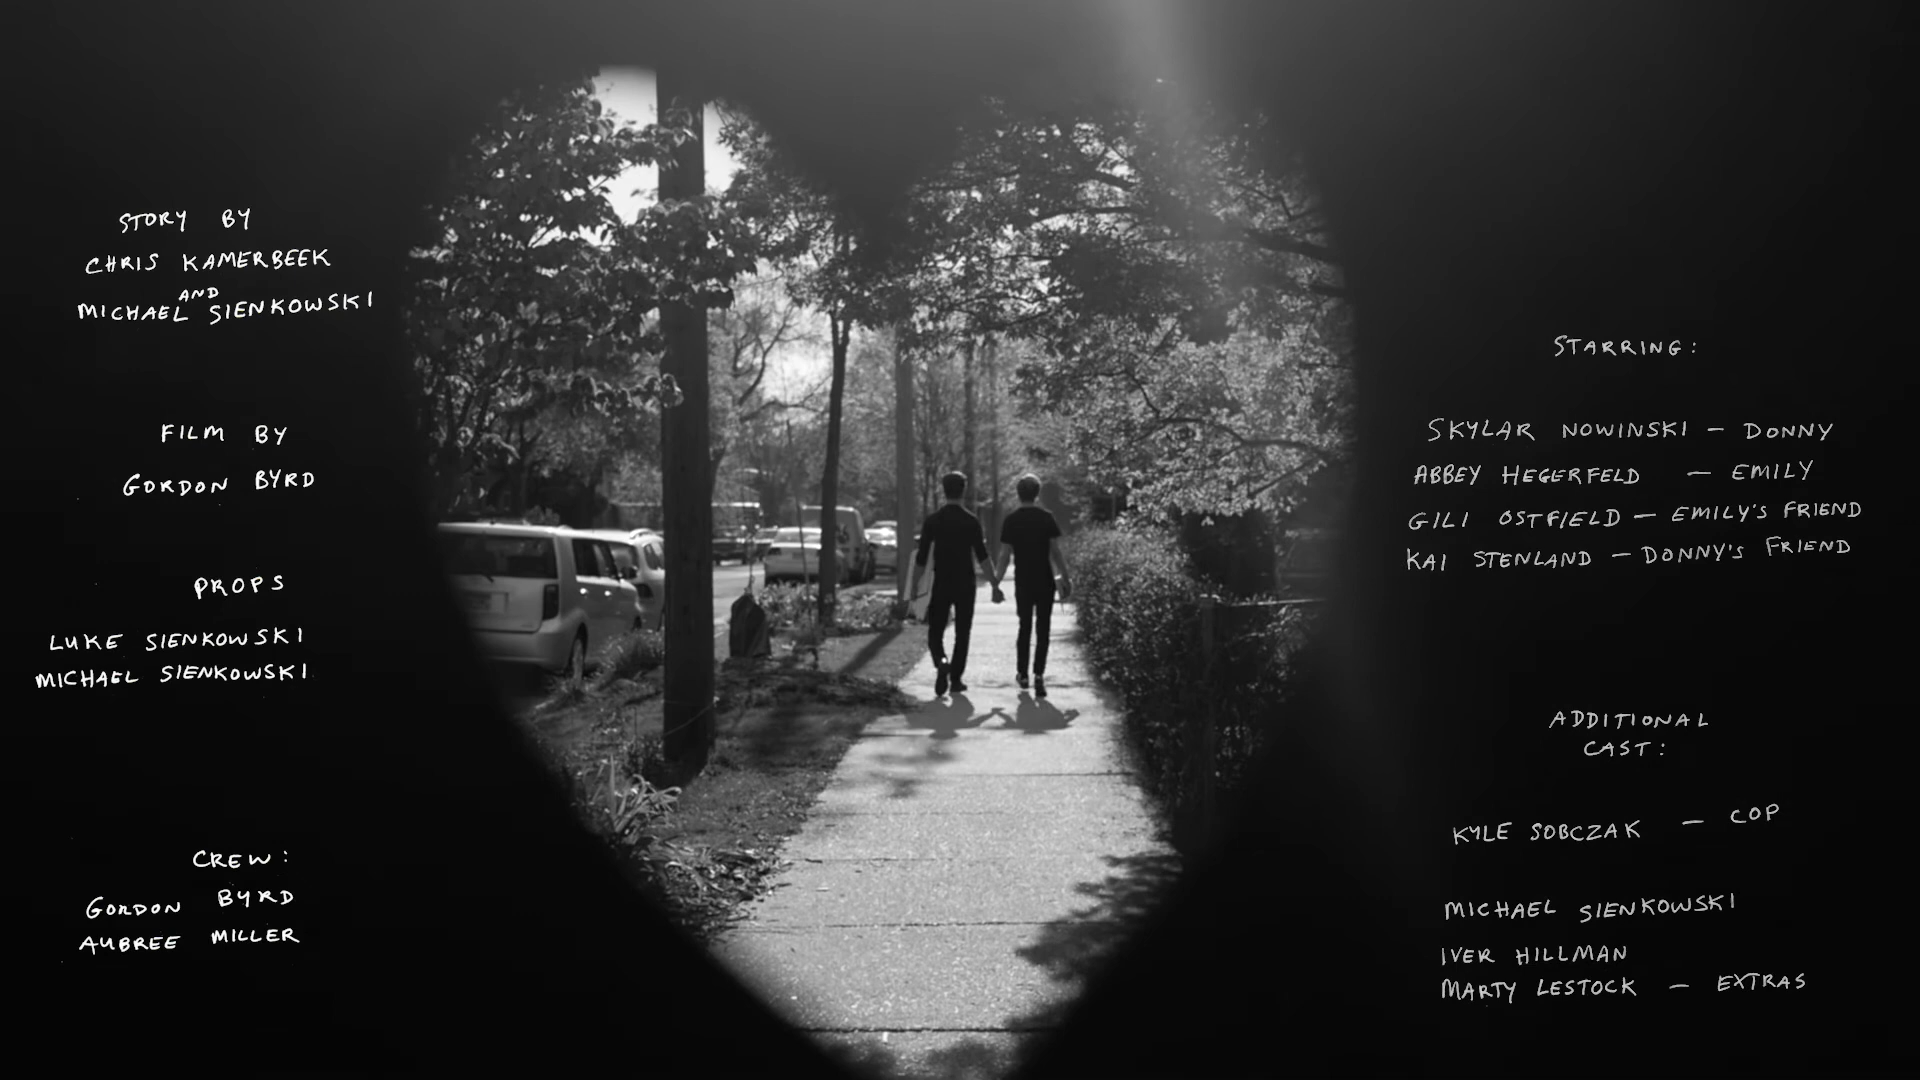 STORY BY
CHRIS KAMERBEEK
AND
MICHAEL SIENKOWSKI
FILM BY
GORDON BYRD
PROPS
LUKE SIENKOWSKI
MICHAEL SIENKOWSKI
CREW:
GORDON BYRD
AUBREE MILLER
STARRING:
SKYLAR NOWINSKI - DONNY
ABBEY HEGERFELD - EMILY
GILI OSTFIELD - EMILY'S FRIEND
KAI STENLAND - DONNY'S FRIEND
ADDITIONAL
CAST:
KYLE SOBCZAK - COP
MICHAEL SIENKOWSKI
IVER HILLMAN
MARTY LESTOCK - EXTRAS